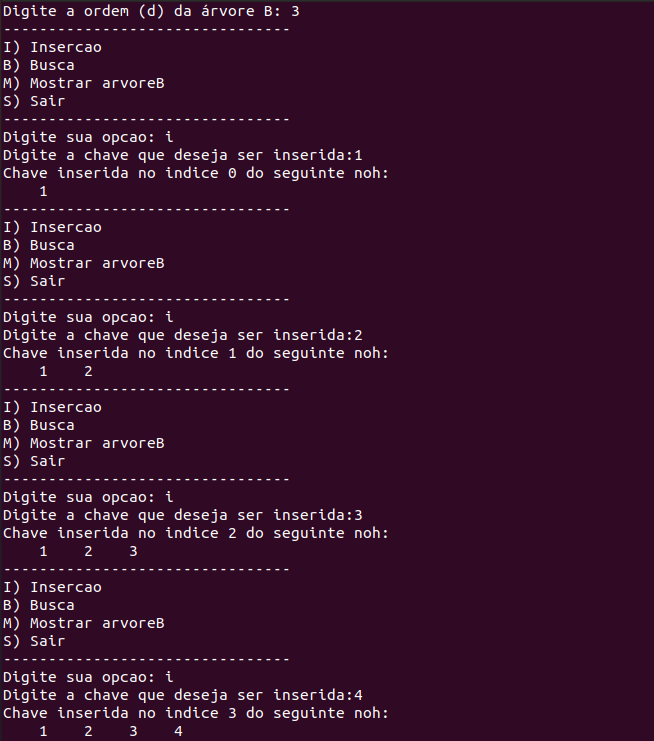 Digite a ordem (d) da árvore B: 3
--------------------------------
I) Insercao
B) Busca
M) Mostrar arvoreB
S) Sair
--------------------------------
Digite sua opcao: i
Digite a chave que deseja ser inserida:1
Chave inserida no indice 0 do seguinte noh:
    1
--------------------------------
I) Insercao
B) Busca
M) Mostrar arvoreB
S) Sair
--------------------------------
Digite sua opcao: i
Digite a chave que deseja ser inserida:2
Chave inserida no indice 1 do seguinte noh:
    1    2
--------------------------------
I) Insercao
B) Busca
M) Mostrar arvoreB
S) Sair
--------------------------------
Digite sua opcao: i
Digite a chave que deseja ser inserida:3
Chave inserida no indice 2 do seguinte noh:
    1    2    3
--------------------------------
I) Insercao
B) Busca
M) Mostrar arvoreB
S) Sair
--------------------------------
Digite sua opcao: i
Digite a chave que deseja ser inserida:4
Chave inserida no indice 3 do seguinte noh:
    1    2    3    4